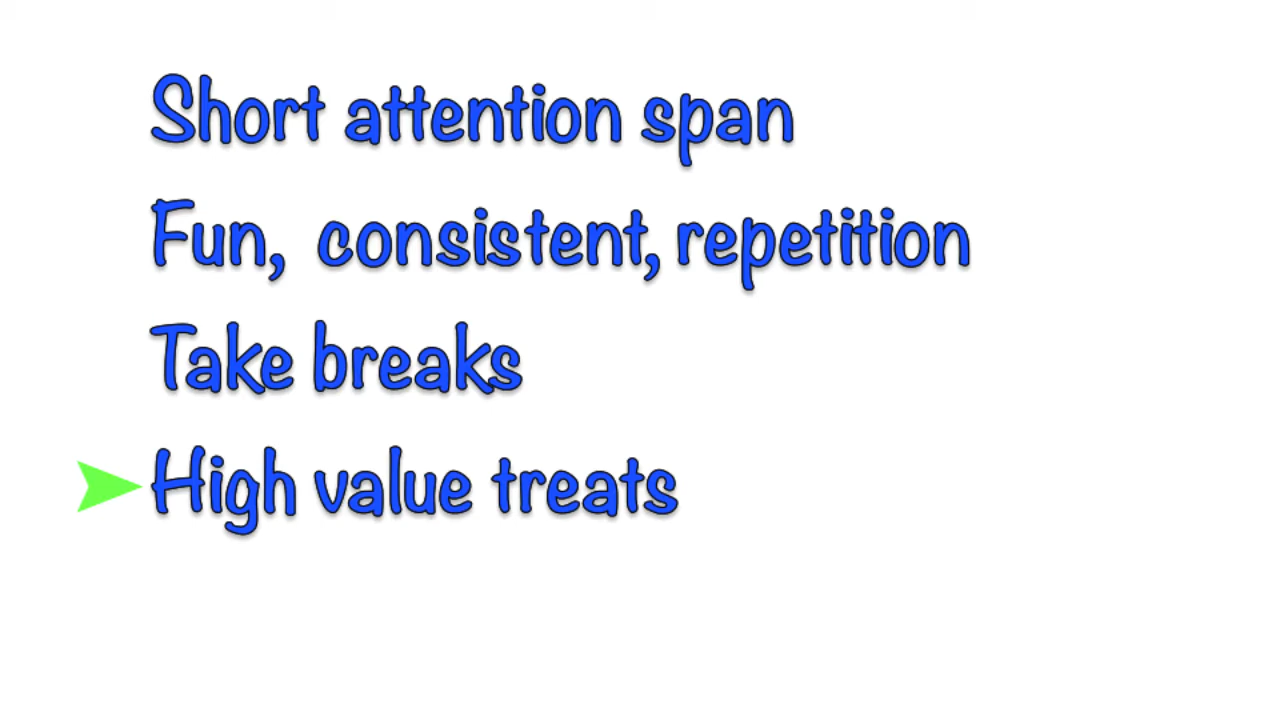 Short attention span
Fun, consistent, repetition
Take breaks
High value treats